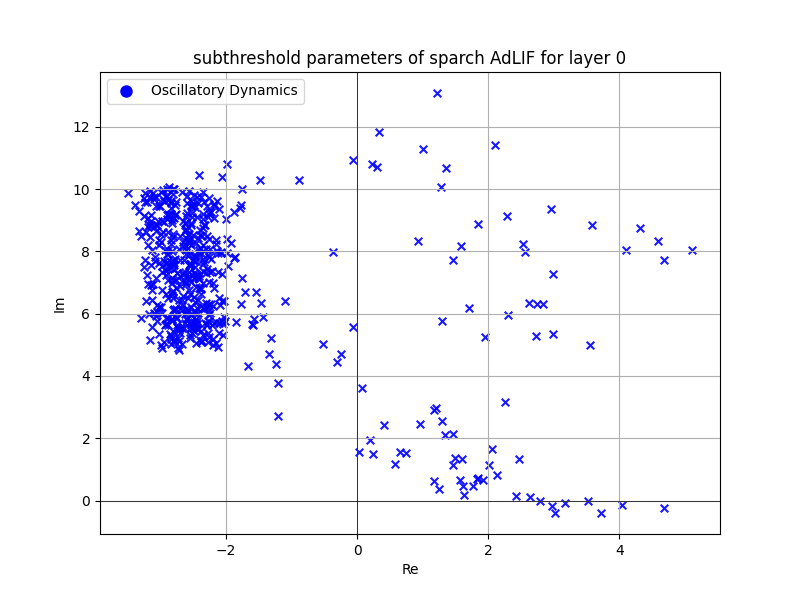 subthreshold parameters of sparch AdLIF for layer 0
Oscillatory Dynamics
12
10
8
6
4
2
0
Im
−2
0
2
4
Re